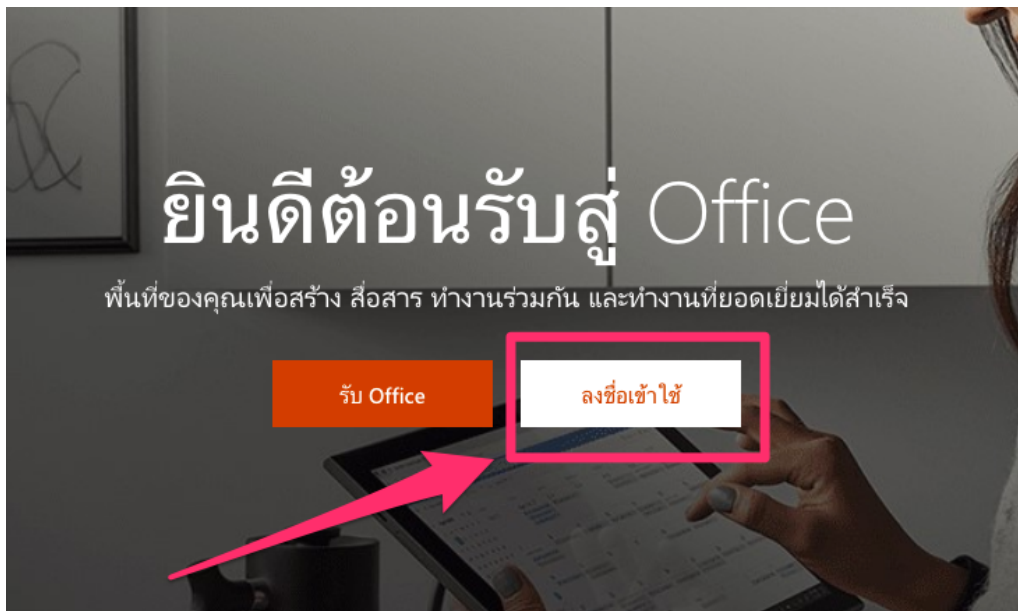 ยินดีต้อนรับสู่ Office
พื้นที่ของคุณเพื่อสร้าง สื่อสาร ทำงานร่วมกัน และทำงานที่ยอดเยี่ยมได้สำเร็จ
รับ Office
ลงชื่อเข้าใช้